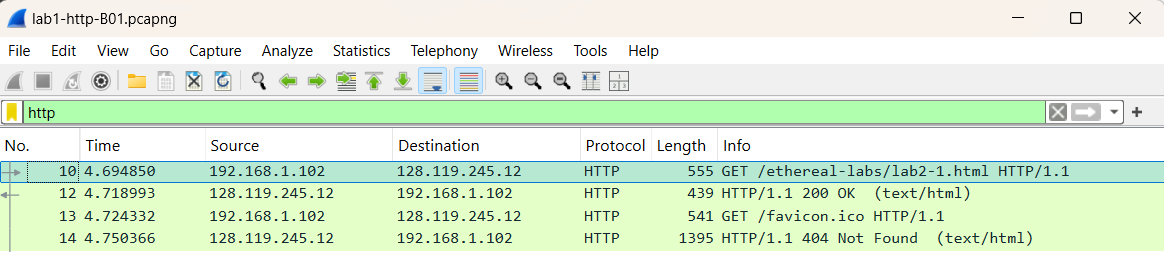 lab1-http-B01.pcapng
File Edit View Go Capture Analyze Statistics Telephony Wireless Tools Help
http
No. Time Source Destination Protocol Length Info
10 4.694850 192.168.1.102 128.119.245.12 HTTP 555 GET /ethereal-labs/lab2-1.html HTTP/1.1
12 4.718993 128.119.245.12 192.168.1.102 HTTP 439 HTTP/1.1 200 OK (text/html)
13 4.724332 192.168.1.102 128.119.245.12 HTTP 541 GET /favicon.ico HTTP/1.1
14 4.750366 128.119.245.12 192.168.1.102 HTTP 1395 HTTP/1.1 404 Not Found (text/html)